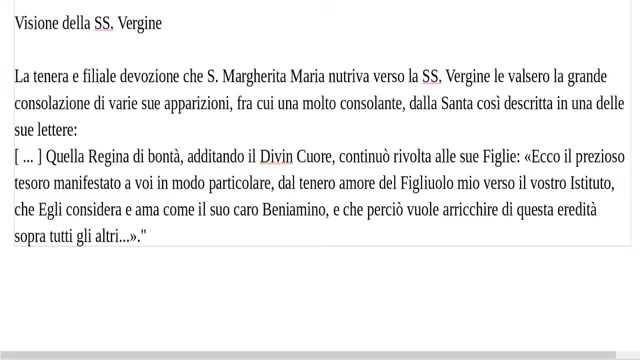 Visione della SS. Vergine
La tenera e filiale devozione che S. Margherita Maria nutriva verso la SS. Vergine le valsero la grande
consolazione di varie sue apparizioni, fra cui una molto consolante, dalla Santa così descritta in una delle
sue lettere:
[ ... ] Quella Regina di bontà, additando il Divin Cuore, continuò rivolta alle sue Figlie: «Ecco il prezioso
tesoro manifestato a voi in modo particolare, dal tenero amore del Figliuolo mio verso il vostro Istituto,
che Egli considera e ama come il suo caro Beniamino, e che perciò vuole arricchire di questa eredità
sopra tutti gli altri...»."